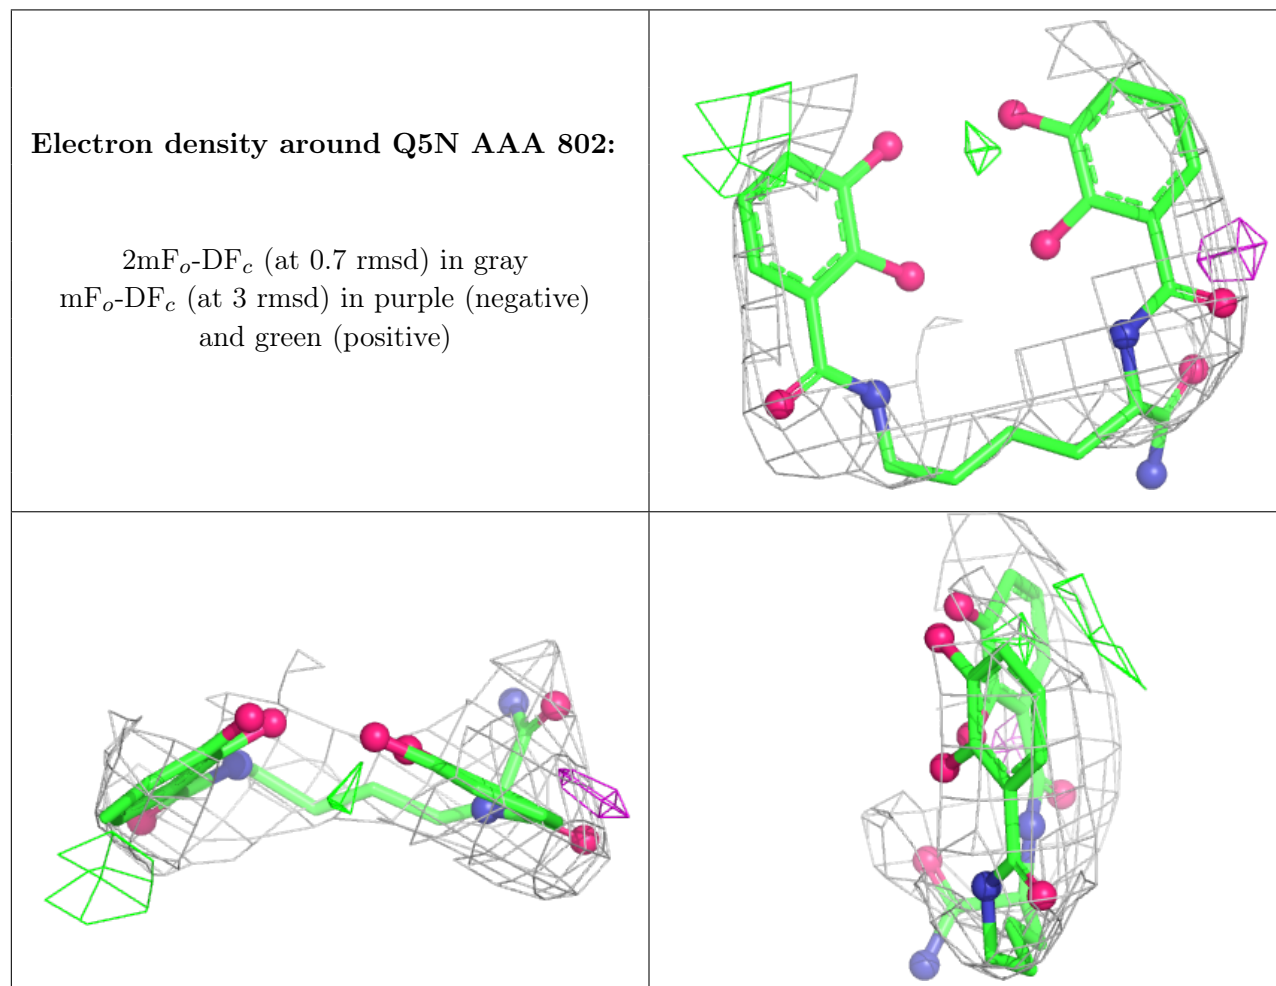 Electron density around Q5N AAA 802:
2mFo-DFc (at 0.7 rmsd) in gray
mFo-DFc (at 3 rmsd) in purple (negative)
and green (positive)